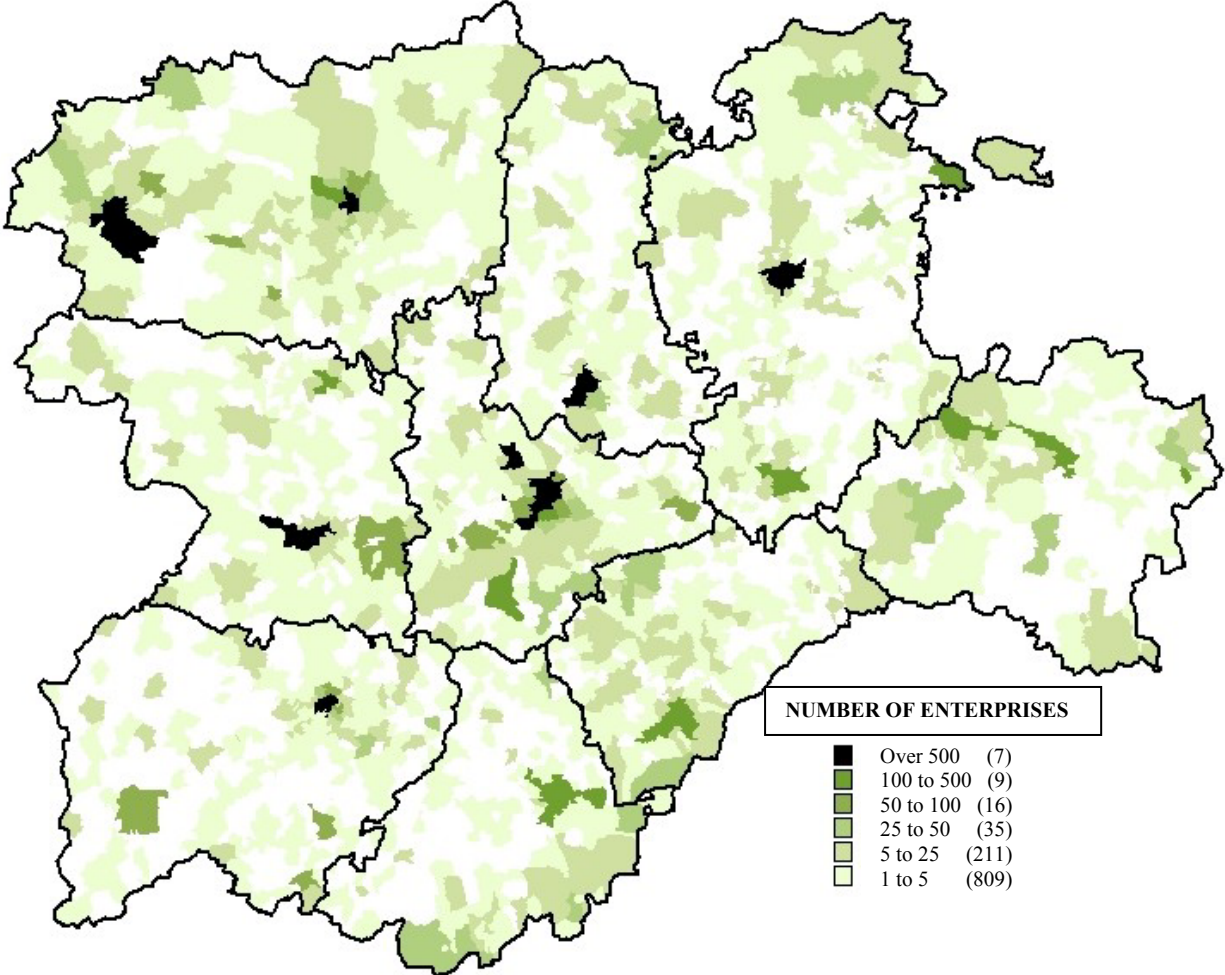 NUMBER OF ENTERPRISES
Over 500 (7)
100 to 500 (9)
50 to 100 (16)
25 to 50 (35)
5 to 25 (211)
1 to 5 (809)